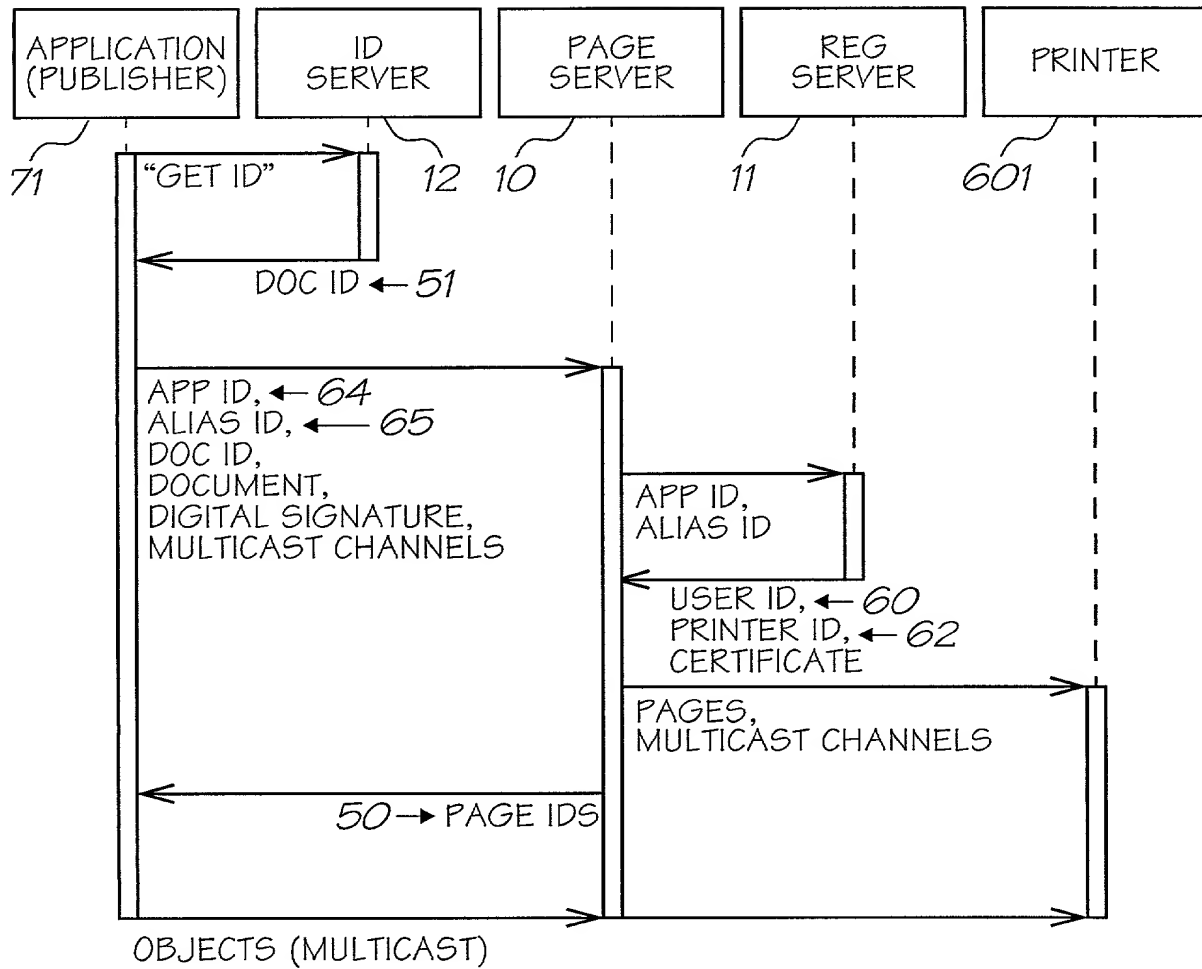 APPLICATION
(PUBLISHER)
ID
SERVER
PAGE
SERVER
REG
SERVER
PRINTER
71
12
10
11
601
"GET ID"
DOC ID 51
APP ID, 64
ALIAS ID, 65
DOC ID,
DOCUMENT,
DIGITAL SIGNATURE,
MULTICAST CHANNELS
APP ID,
ALIAS ID
USER ID, 60
PRINTER ID, 62
CERTIFICATE
PAGES,
MULTICAST CHANNELS
50 PAGE IDS
OBJECTS (MULTICAST)